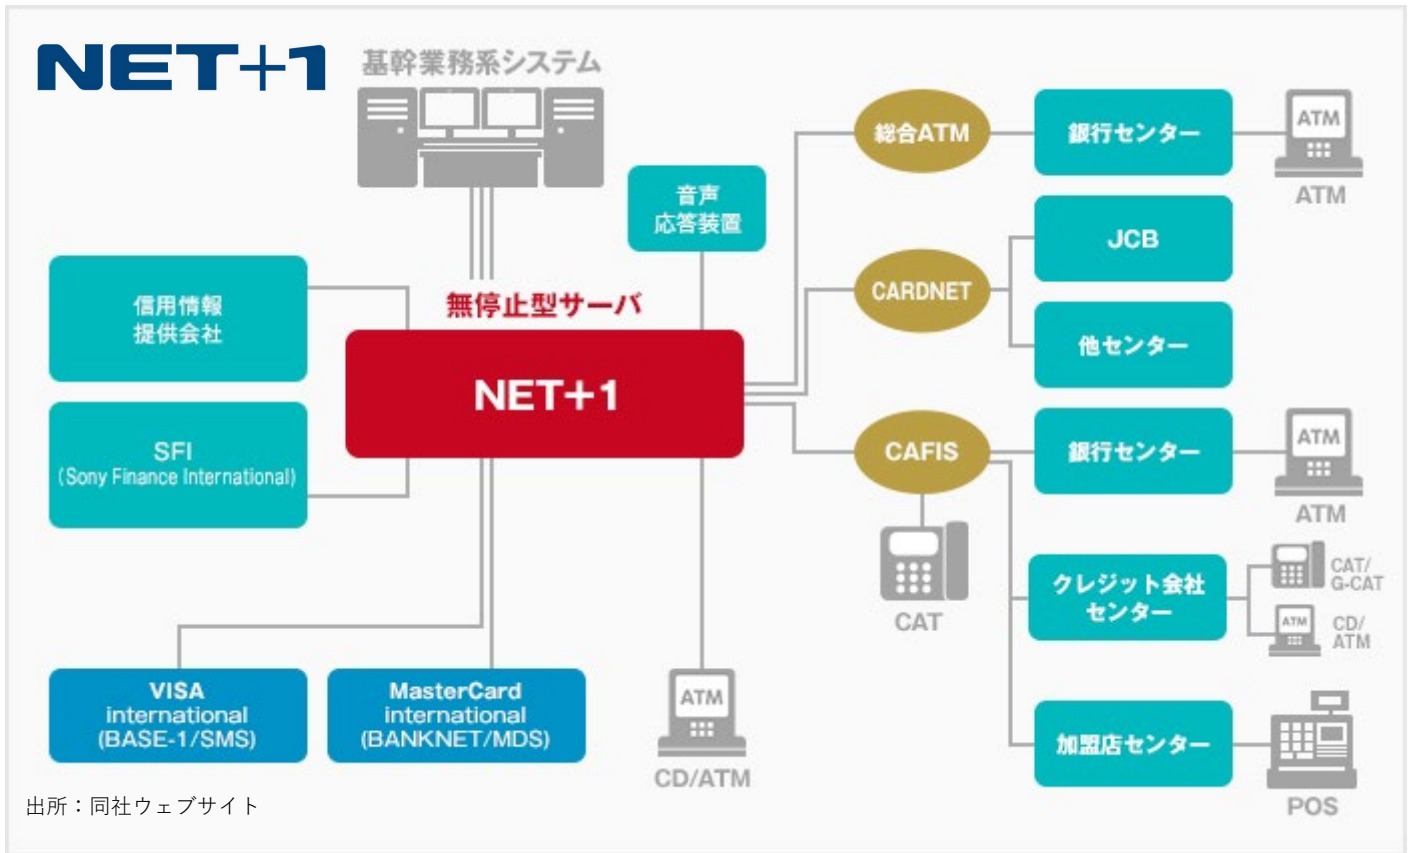 NET+1
基幹業務系システム
音声
応答装置
信用情報
提供会社
無停止型サーバ
NET+1
SFI
(Sony Finance International)
VISA
international
(BASE-1/SMS)
MasterCard
international
(BANKNET/MDS)
ATM
CD/ATM
総合ATM
銀行センター
ATM
ATM
CARDNET
JCB
他センター
CAFIS
CAT
銀行センター
ATM
ATM
クレジット会社
センター
CAT/
G-CAT
ATM
CD/
ATM
加盟店センター
POS
出所：同社ウェブサイト